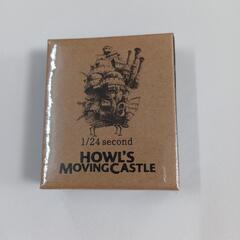 1/24 second
HOWL'S
MOVING CASTLE